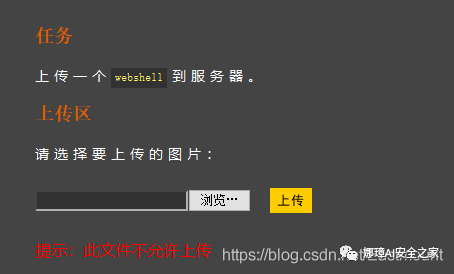 任务
上传一个 webshell 到服务器。
上传区
请选择要上传的图片：
浏览… 上传
提示：此文件不允许上传
https://blog.csdn.net/
娜璋AI安全之家